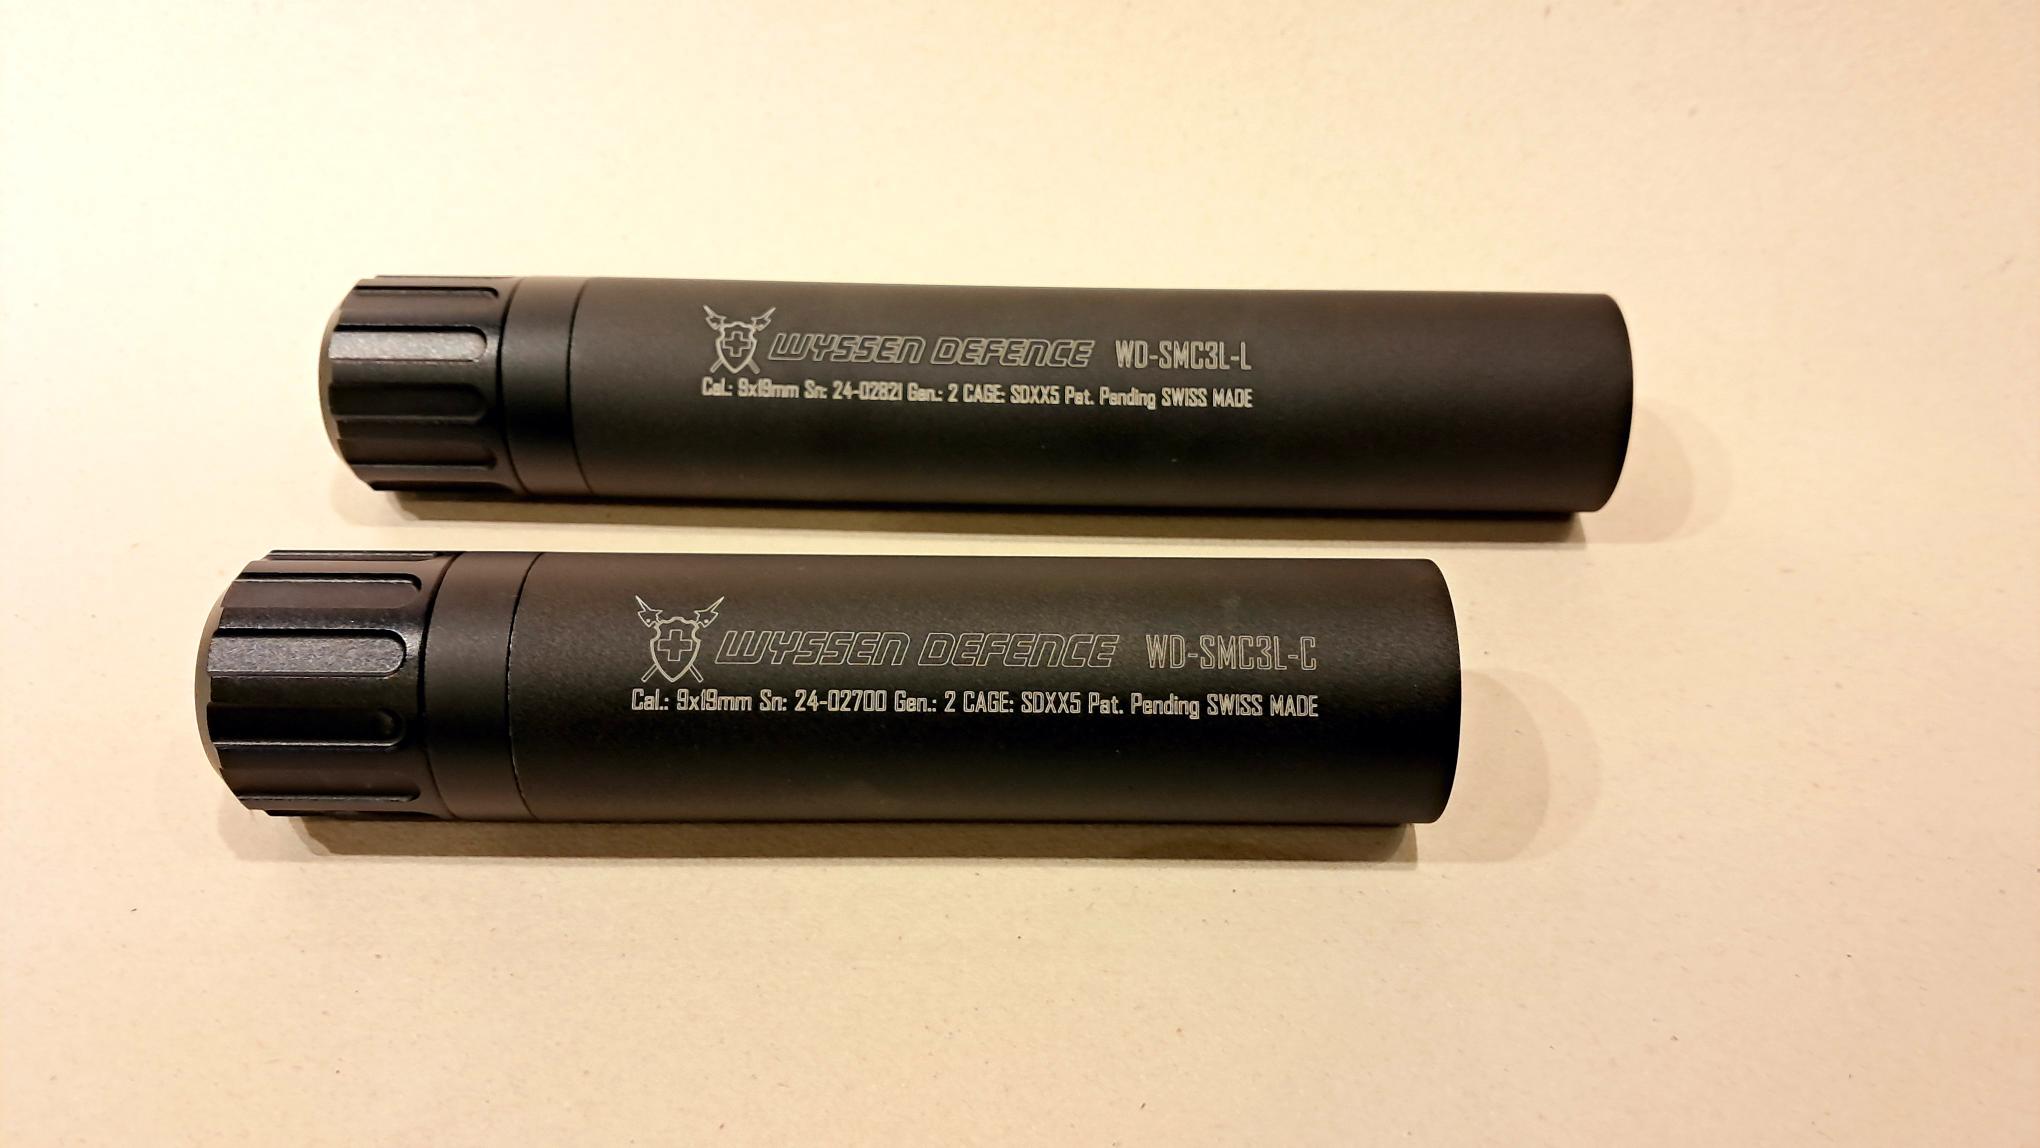 WYSSEN DEFENCE WD-SMC3L-L
Cal.: 9x19mm Sn: 24-02821 Gen.: 2 CAGE: SDXX5 Pat. Pending SWISS MADE
WYSSEN DEFENCE WD-SMC3L-C
Cal.: 9x19mm Sn: 24-02700 Gen.: 2 CAGE: SDXX5 Pat. Pending SWISS MADE